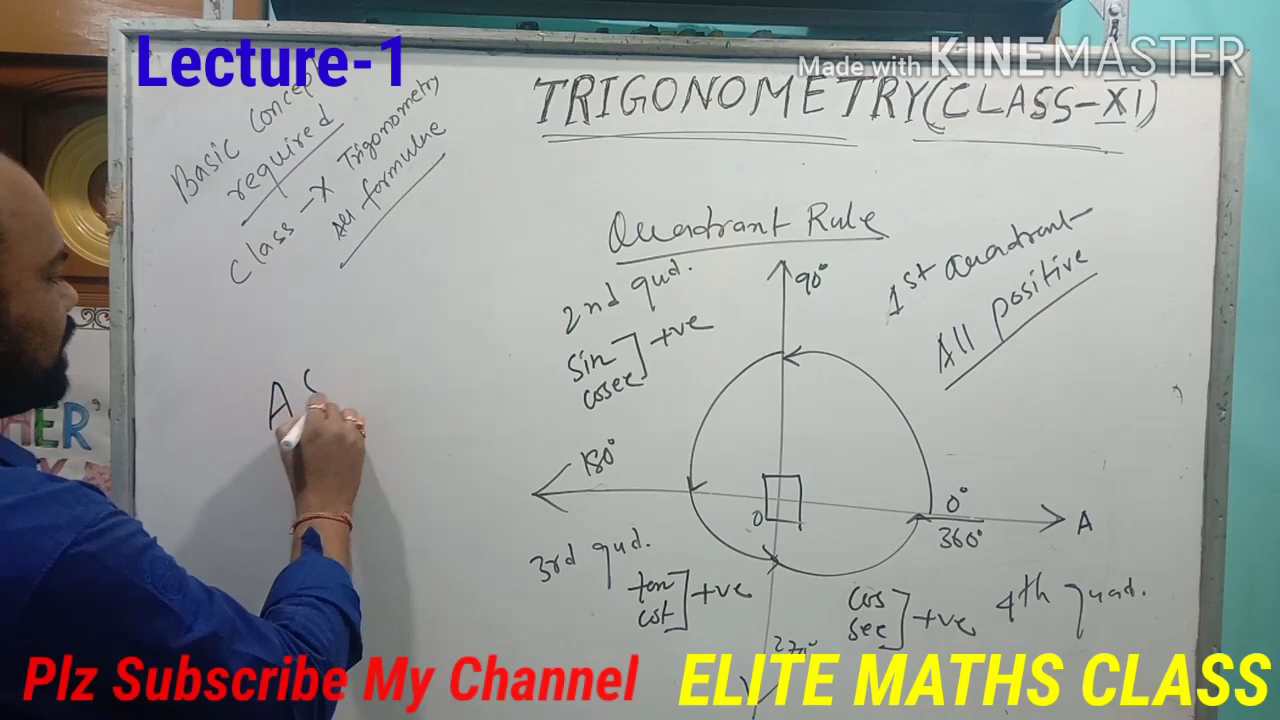 Lecture-1
Made with KINEMASTER
Basic Concept
required
Class - X Trigonometry
All formulae
TRIGONOMETRY (CLASS-XI)
Quadrant Rule
2nd qud.
sin
cosec
+ve
90°
1st Quadrant-
All positive
A C
180°
O
0°
360°
A
3rd qud.
tan
cot
+ve
cos
sec
+ve
4th quad.
270°
Plz Subscribe My Channel
ELITE MATHS CLASS